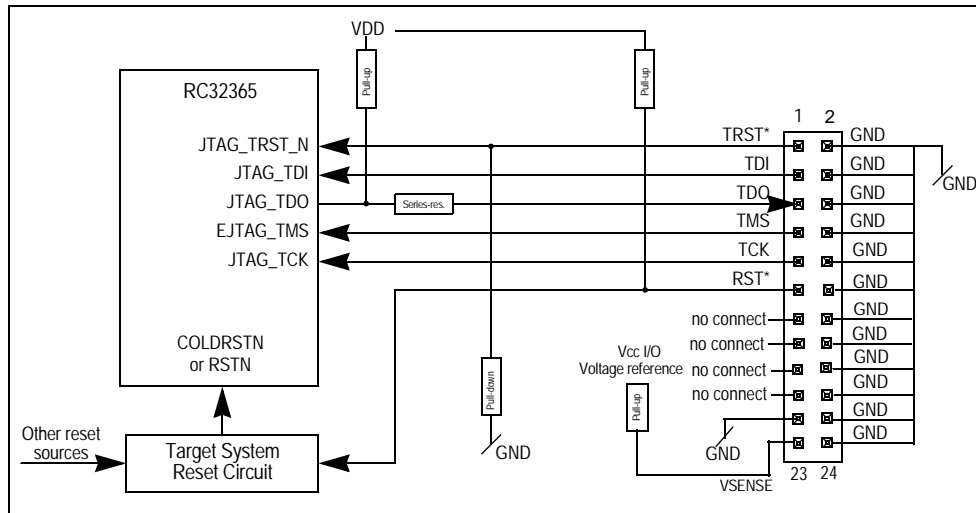 VDD
Pull-up
Pull-up
RC32365
1 2
JTAG_TRST_N
TRST*
GND
JTAG_TDI
TDI
GND
GND
JTAG_TDO
Series-res.
TDO
GND
EJTAG_TMS
TMS
GND
JTAG_TCK
TCK
GND
RST*
GND
no connect
GND
COLDRSTN
or RSTN
no connect
GND
Vcc I/O
Voltage reference
no connect
GND
Pull-down
Pull-up
no connect
GND
GND
GND
Other reset
sources
Target System
Reset Circuit
GND
GND
VSENSE
23 24